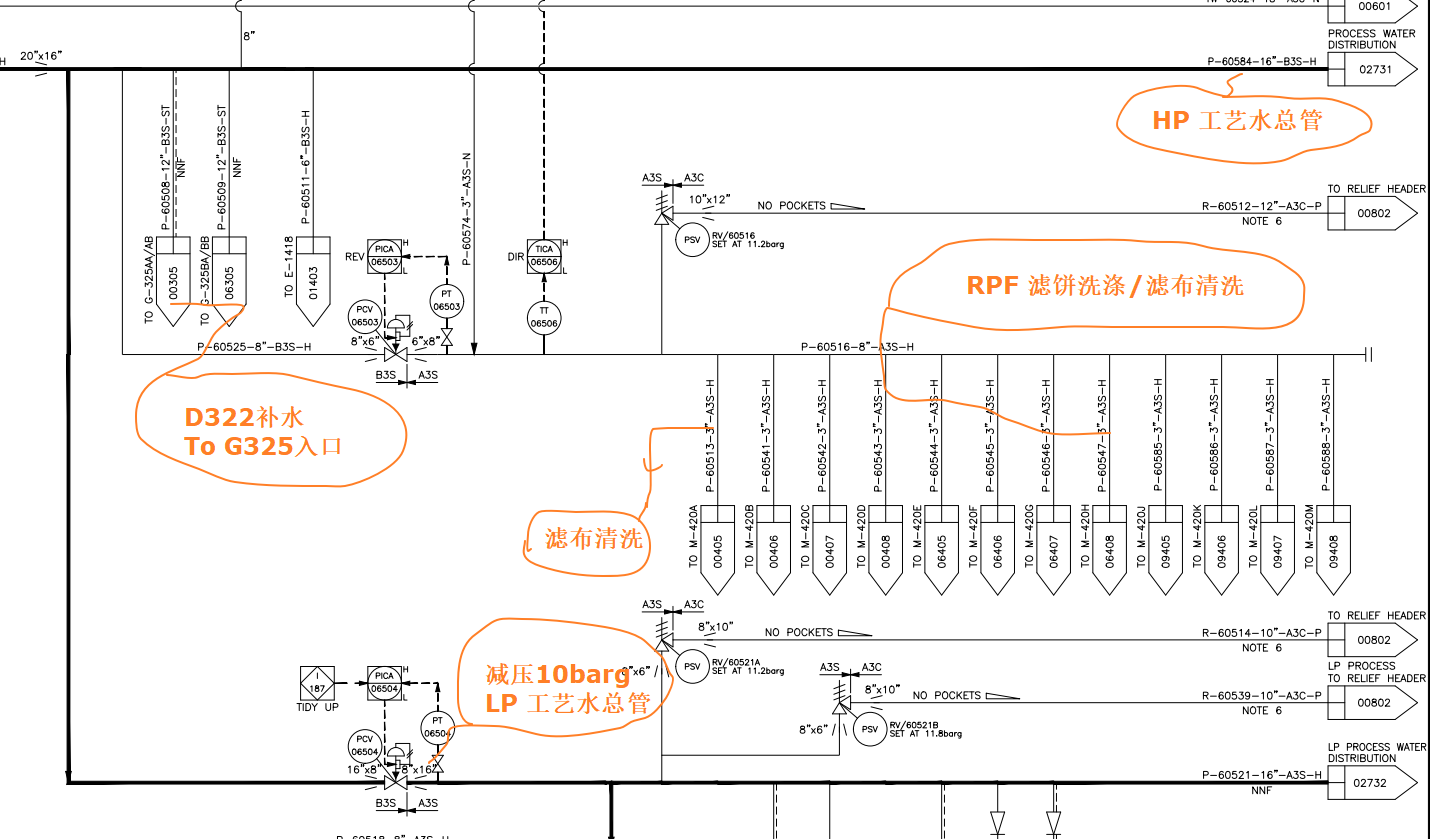 00601
8"
PROCESS WATER
DISTRIBUTION
H
20"x16"
P-60584-16"-B3S-H
02731
HP 工艺水总管
P-60508-12"-B3S-ST
NNF
P-60509-12"-B3S-ST
NNF
P-60511-6"-B3S-H
P-60574-3"-A3S-N
A3S
A3C
10"x12"
NO POCKETS
TO RELIEF HEADER
R-60512-12"-A3C-P
00802
NOTE 6
PSV
RV/60516
SET AT 11.2barg
TO G-325AA/AB
00305
TO G-325BA/BB
06305
TO E-1418
01403
REV
PICA
06503
H
L
DIR
TICA
06506
H
L
PT
06503
PCV
06503
TT
06506
RPF 滤饼洗涤/滤布清洗
8"x6"
6"x8"
P-60525-8"-B3S-H
P-60516-8"-A3S-H
B3S
A3S
D322补水
To G325入口
P-60513-3"-A3S-H
P-60541-3"-A3S-H
P-60542-3"-A3S-H
P-60543-3"-A3S-H
P-60544-3"-A3S-H
P-60545-3"-A3S-H
P-60546-3"-A3S-H
P-60547-3"-A3S-H
P-60585-3"-A3S-H
P-60586-3"-A3S-H
P-60587-3"-A3S-H
P-60588-3"-A3S-H
滤布清洗
TO M-420A
00405
TO M-420B
00406
TO M-420C
00407
TO M-420D
00408
TO M-420E
06405
TO M-420F
06406
TO M-420G
06407
TO M-420H
06408
TO M-420J
09405
TO M-420K
09406
TO M-420L
09407
TO M-420M
09408
A3S
A3C
8"x10"
NO POCKETS
TO RELIEF HEADER
R-60514-10"-A3C-P
00802
NOTE 6
PSV
RV/60521A
SET AT 11.2barg
减压10barg
LP 工艺水总管
A3S
A3C
8"x10"
NO POCKETS
LP PROCESS
TO RELIEF HEADER
R-60539-10"-A3C-P
00802
NOTE 6
8"x6"
PSV
RV/60521B
SET AT 11.8barg
I
187
TIDY UP
PICA
06504
H
L
PT
06504
PCV
06504
16"x8"
8"x16"
B3S
A3S
LP PROCESS WATER
DISTRIBUTION
P-60521-16"-A3S-H
02732
NNF